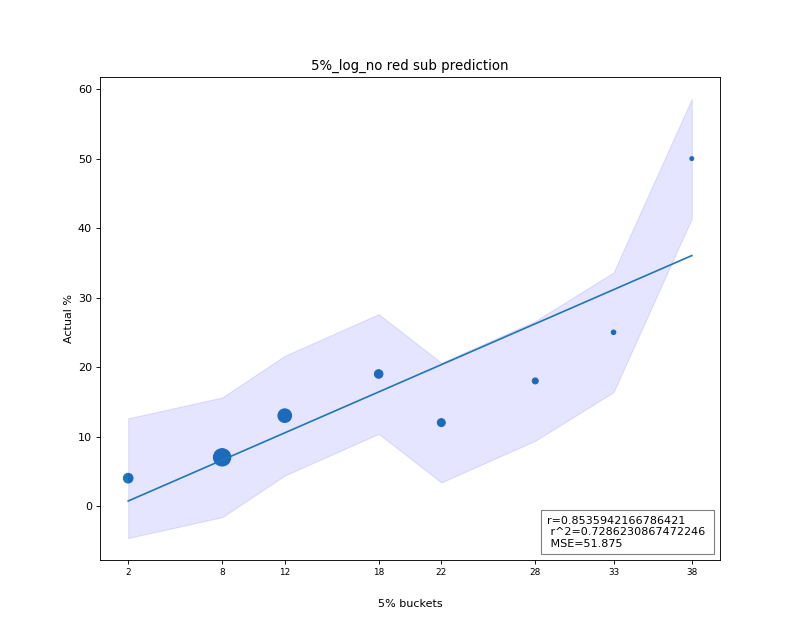 5%_log_no red sub prediction
60
50
40
30
20
10
0
Actual %
r=0.8535942166786421
r^2=0.7286230867472246
MSE=51.875
2 8 12 18 22 28 33 38
5% buckets